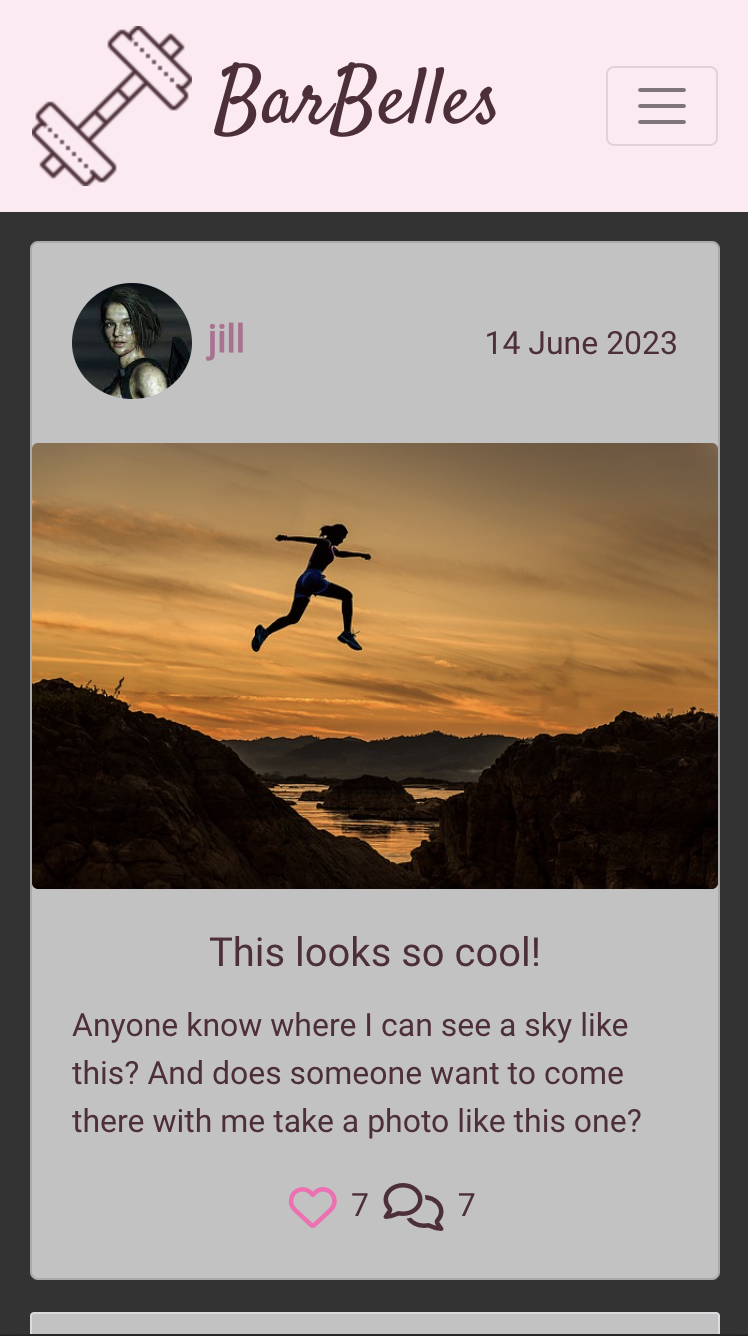 BarBelles
jill
14 June 2023
This looks so cool!
Anyone know where I can see a sky like
this? And does someone want to come
there with me take a photo like this one?
7 7